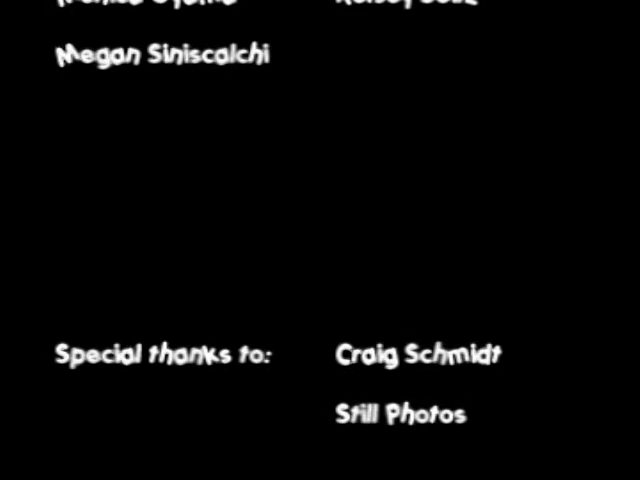 Megan Siniscalchi
Special thanks to: Craig Schmidt
Still Photos